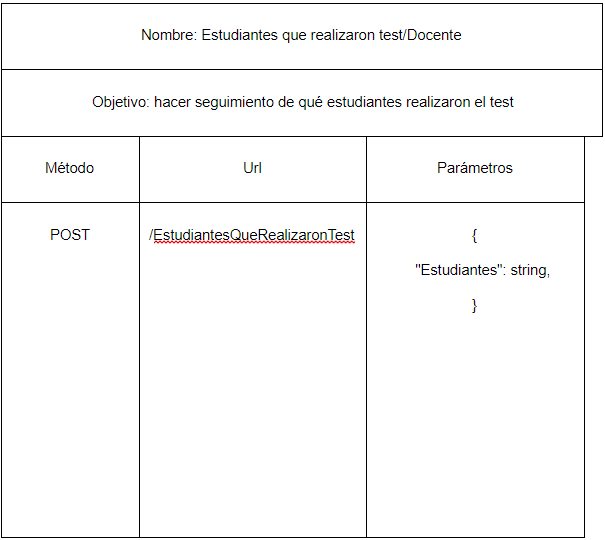 Nombre: Estudiantes que realizaron test/Docente
Objetivo: hacer seguimiento de qué estudiantes realizaron el test
Método Url Parámetros
POST /EstudiantesQueRealizaronTest {
"Estudiantes": string,
}